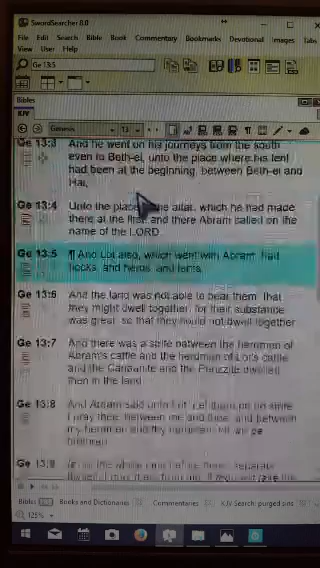 SwordSearcher 8.0
File Edit Search Bible Book Commentary Bookmarks Devotional Images Tabs
View User Help
Ge 13:5
Bibles
KJV
Genesis 13
Ge 13:3 And he went on his journeys from the south
even to Beth-el, unto the place where his tent
had been at the beginning, between Beth-el and
Hai;
Ge 13:4 Unto the place the altar, which he had made
there at the first: and there Abram called on the
name of the LORD.
Ge 13:5 ¶ And Lot also, which went with Abram, had
flocks, and herds, and tents.
Ge 13:6 And the land was not able to bear them, that
they might dwell together: for their substance
was great, so that they could not dwell together.
Ge 13:7 And there was a strife between the herdmen of
Abram's cattle and the herdmen of Lot's cattle:
and the Canaanite and the Perizzite dwelled
then in the land.
Ge 13:8 And Abram said unto Lot, Let there be no strife,
I pray thee, between me and thee, and between
my herdmen and thy herdmen; for we be
brethren.
Ge 13:9 Is not the whole land before thee? separate
Bibles Books and Dictionaries Commentaries KJV Search: purged sins
125%